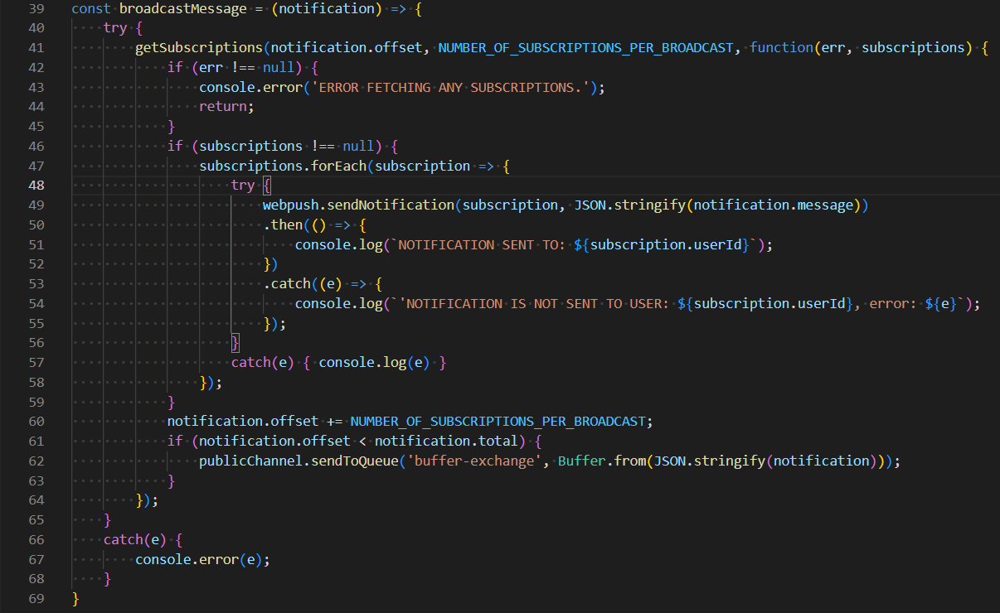 39 const broadcastMessage = (notification) => {
40     try {
41         getSubscriptions(notification.offset, NUMBER_OF_SUBSCRIPTIONS_PER_BROADCAST, function(err, subscriptions) {
42             if (err !== null) {
43                 console.error('ERROR FETCHING ANY SUBSCRIPTIONS.');
44                 return;
45             }
46             if (subscriptions !== null) {
47                 subscriptions.forEach(subscription => {
48                     try {
49                         webpush.sendNotification(subscription, JSON.stringify(notification.message))
50                         .then(() => {
51                             console.log(`NOTIFICATION SENT TO: ${subscription.userId}`);
52                         })
53                         .catch((e) => {
54                             console.log(`'NOTIFICATION IS NOT SENT TO USER: ${subscription.userId}, error: ${e}`);
55                         });
56                     }
57                     catch(e) { console.log(e) }
58                 });
59             }
60             notification.offset += NUMBER_OF_SUBSCRIPTIONS_PER_BROADCAST;
61             if (notification.offset < notification.total) {
62                 publicChannel.sendToQueue('buffer-exchange', Buffer.from(JSON.stringify(notification)));
63             }
64         });
65     }
66     catch(e) {
67         console.error(e);
68     }
69 }